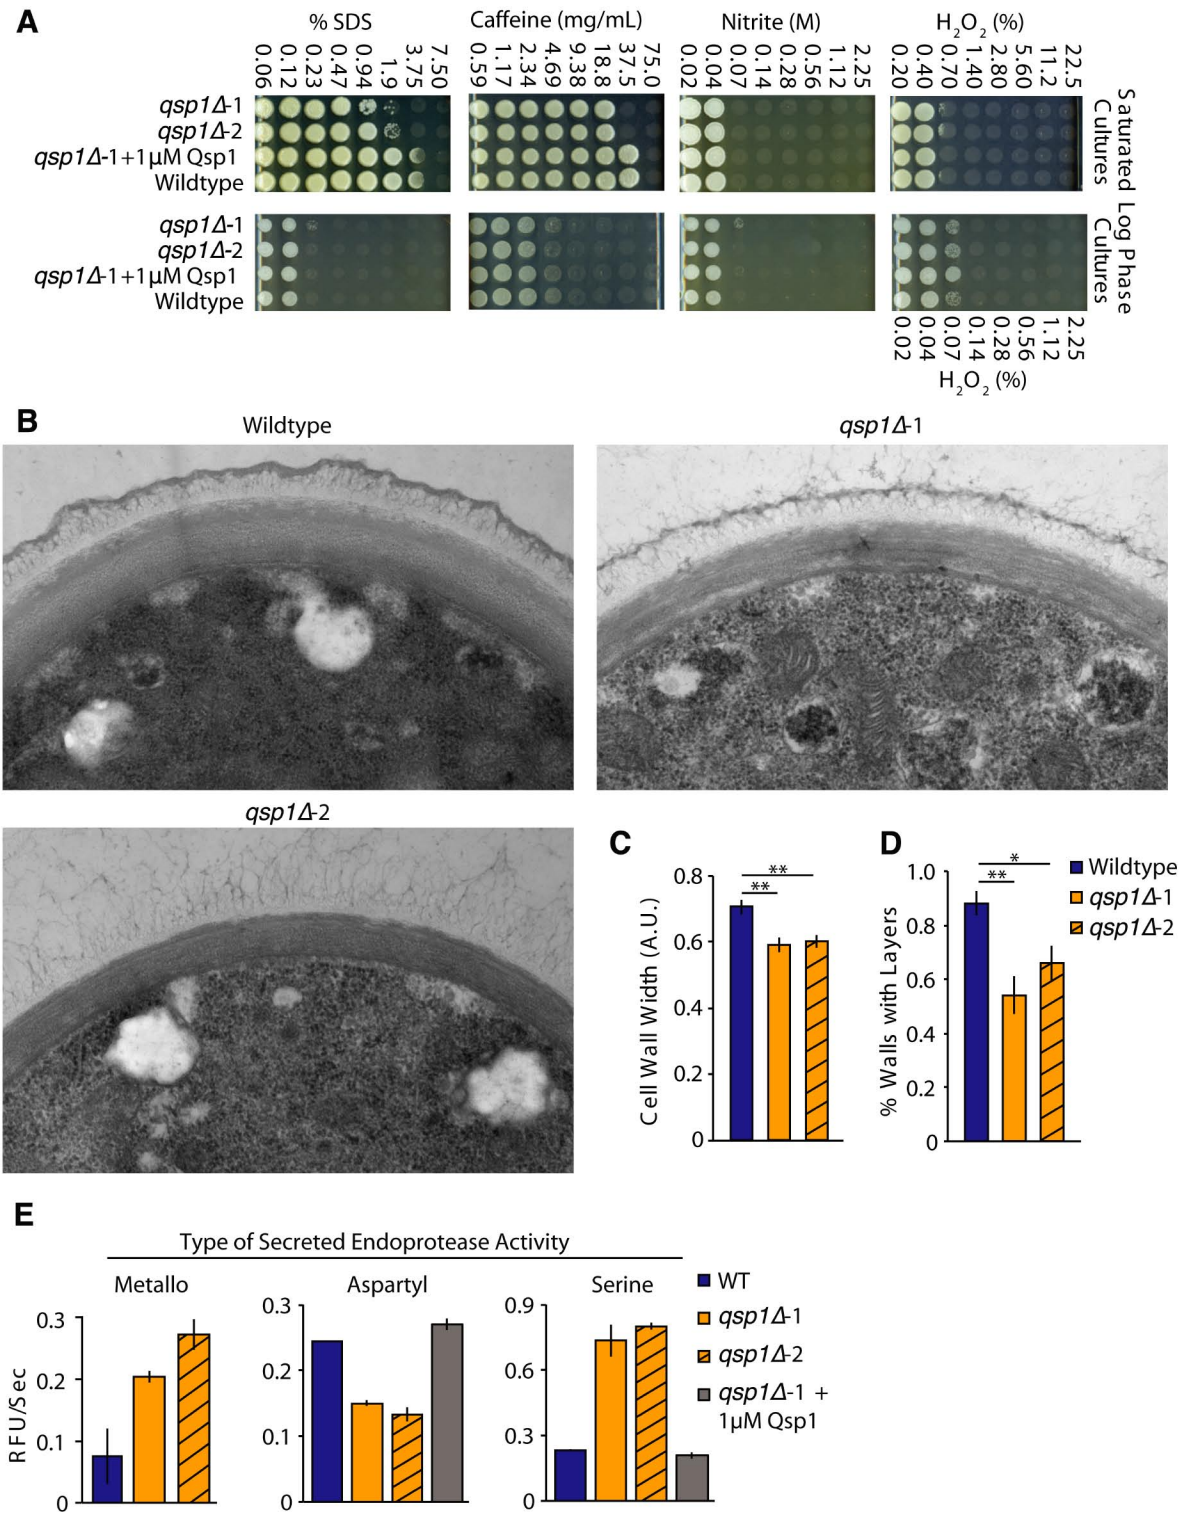 A
% SDS
Caffeine (mg/mL)
Nitrite (M)
H2O2 (%)
0.06 0.12 0.23 0.47 0.94 1.9 3.75 7.50
0.59 1.17 2.34 4.69 9.38 18.8 37.5 75.0
0.02 0.04 0.07 0.14 0.28 0.56 1.12 2.25
0.20 0.40 0.70 1.40 2.80 5.60 11.2 22.5
qsp1Δ-1
qsp1Δ-2
qsp1Δ-1+1μM Qsp1
Wildtype
Saturated
Cultures
qsp1Δ-1
qsp1Δ-2
qsp1Δ-1+1μM Qsp1
Wildtype
Log Phase
Cultures
0.02 0.04 0.07 0.14 0.28 0.56 1.12 2.25
H2O2 (%)
B
Wildtype
qsp1Δ-1
qsp1Δ-2
C
Cell Wall Width (A.U.)
0.8
0.6
0.4
0.2
0
**
**
D
% Walls with Layers
1.0
0.8
0.6
0.4
0.2
0
*
**
Wildtype
qsp1Δ-1
qsp1Δ-2
E
Type of Secreted Endoprotease Activity
Metallo
Aspartyl
Serine
RFU/Sec
0.3
0.2
0.1
0
0.3
0.2
0.1
0
0.9
0.6
0.3
0
WT
qsp1Δ-1
qsp1Δ-2
qsp1Δ-1 +
1μM Qsp1